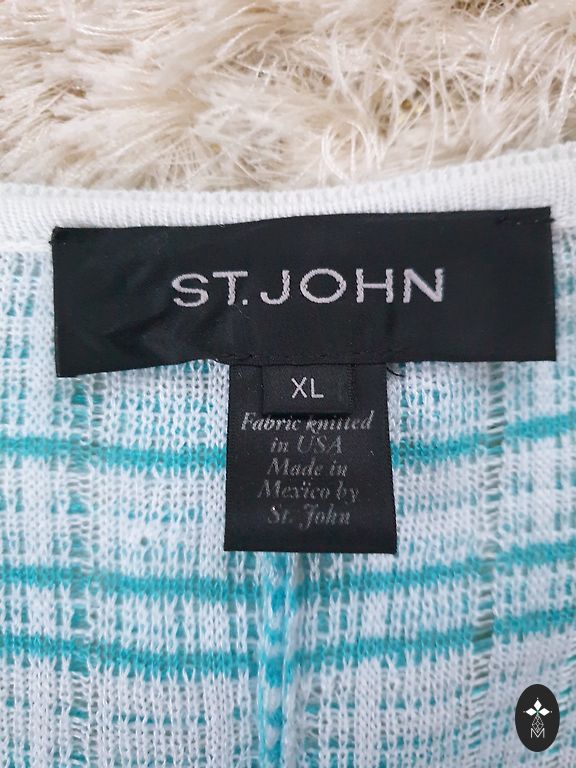 ST. JOHN
XL
Fabric knitted
in USA
Made in
Mexico by
St. John
M